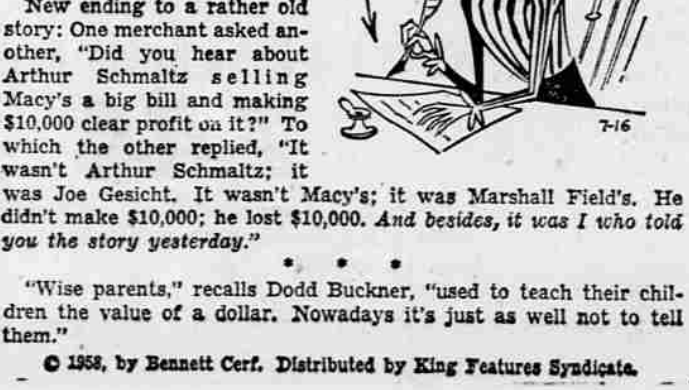 New ending to a rather old
story: One merchant asked an-
other, "Did you hear about
Arthur Schmaltz selling
Macy's a big bill and making
$10,000 clear profit on it?" To
which the other replied, "It
wasn't Arthur Schmaltz; it
was Joe Gesicht. It wasn't Macy's; it was Marshall Field's. He
didn't make $10,000; he lost $10,000. And besides, it was I who told
you the story yesterday."
* * *
"Wise parents," recalls Dodd Buckner, "used to teach their chil-
dren the value of a dollar. Nowadays it's just as well not to tell
them."
© 1958, by Bennett Cerf. Distributed by King Features Syndicate.
7-16